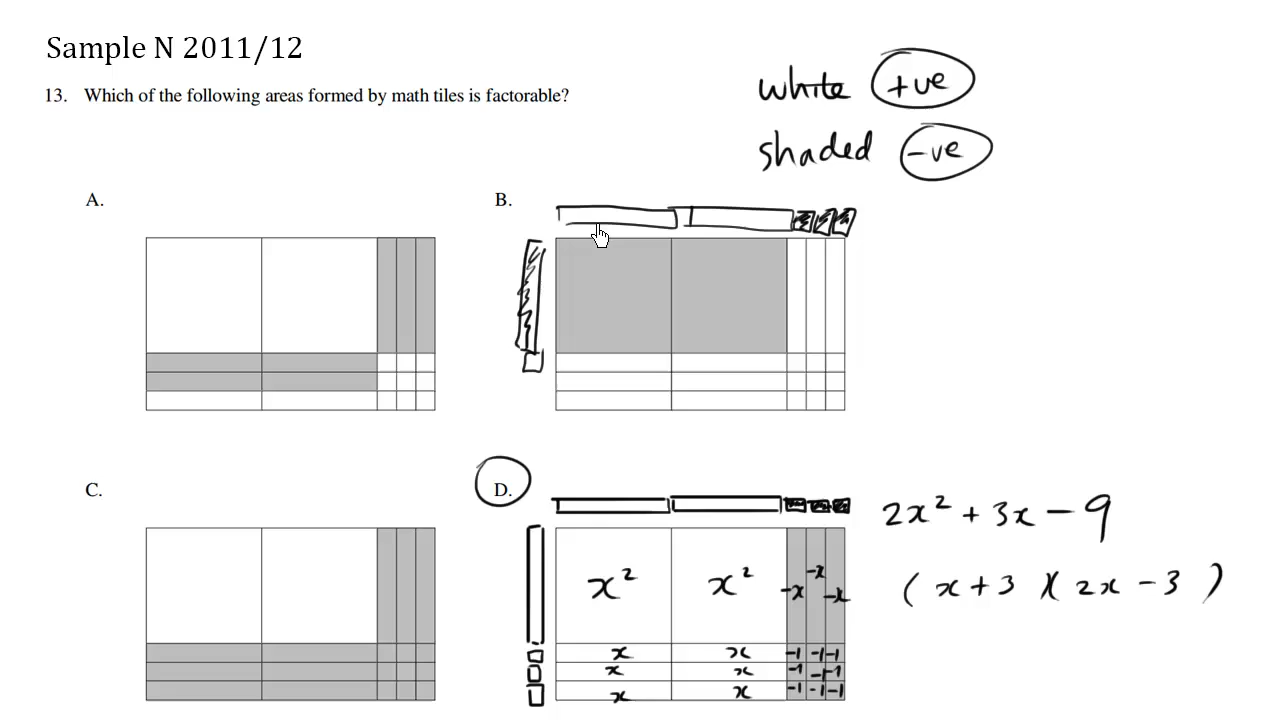 Sample N 2011/12
white +ve
13. Which of the following areas formed by math tiles is factorable?
shaded -ve
A.
B.
C.
D.
2x² + 3x - 9
x² x² -x -x -x
(x+3)(2x-3)
x x -1 -1 -1
x x -1 -1 -1
x x -1 -1 -1